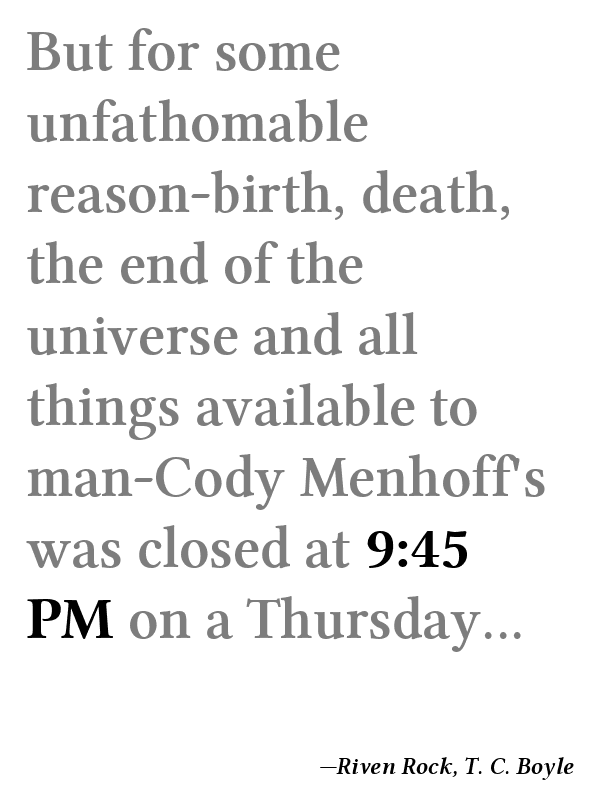 But for some
unfathomable
reason-birth, death,
the end of the
universe and all
things available to
man-Cody Menhoff's
was closed at 9:45
PM on a Thursday...
—Riven Rock, T. C. Boyle